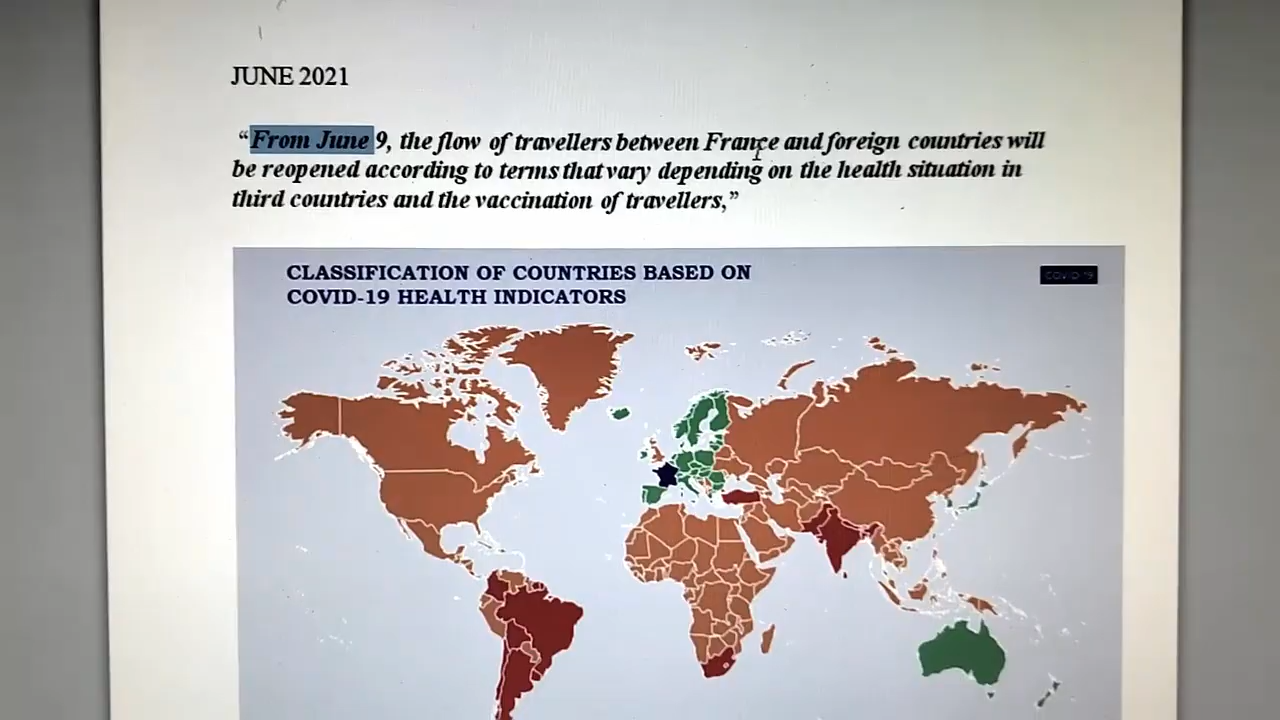 JUNE 2021
“From June 9, the flow of travellers between France and foreign countries will
be reopened according to terms that vary depending on the health situation in
third countries and the vaccination of travellers,”
CLASSIFICATION OF COUNTRIES BASED ON
COVID-19 HEALTH INDICATORS
COVID-19